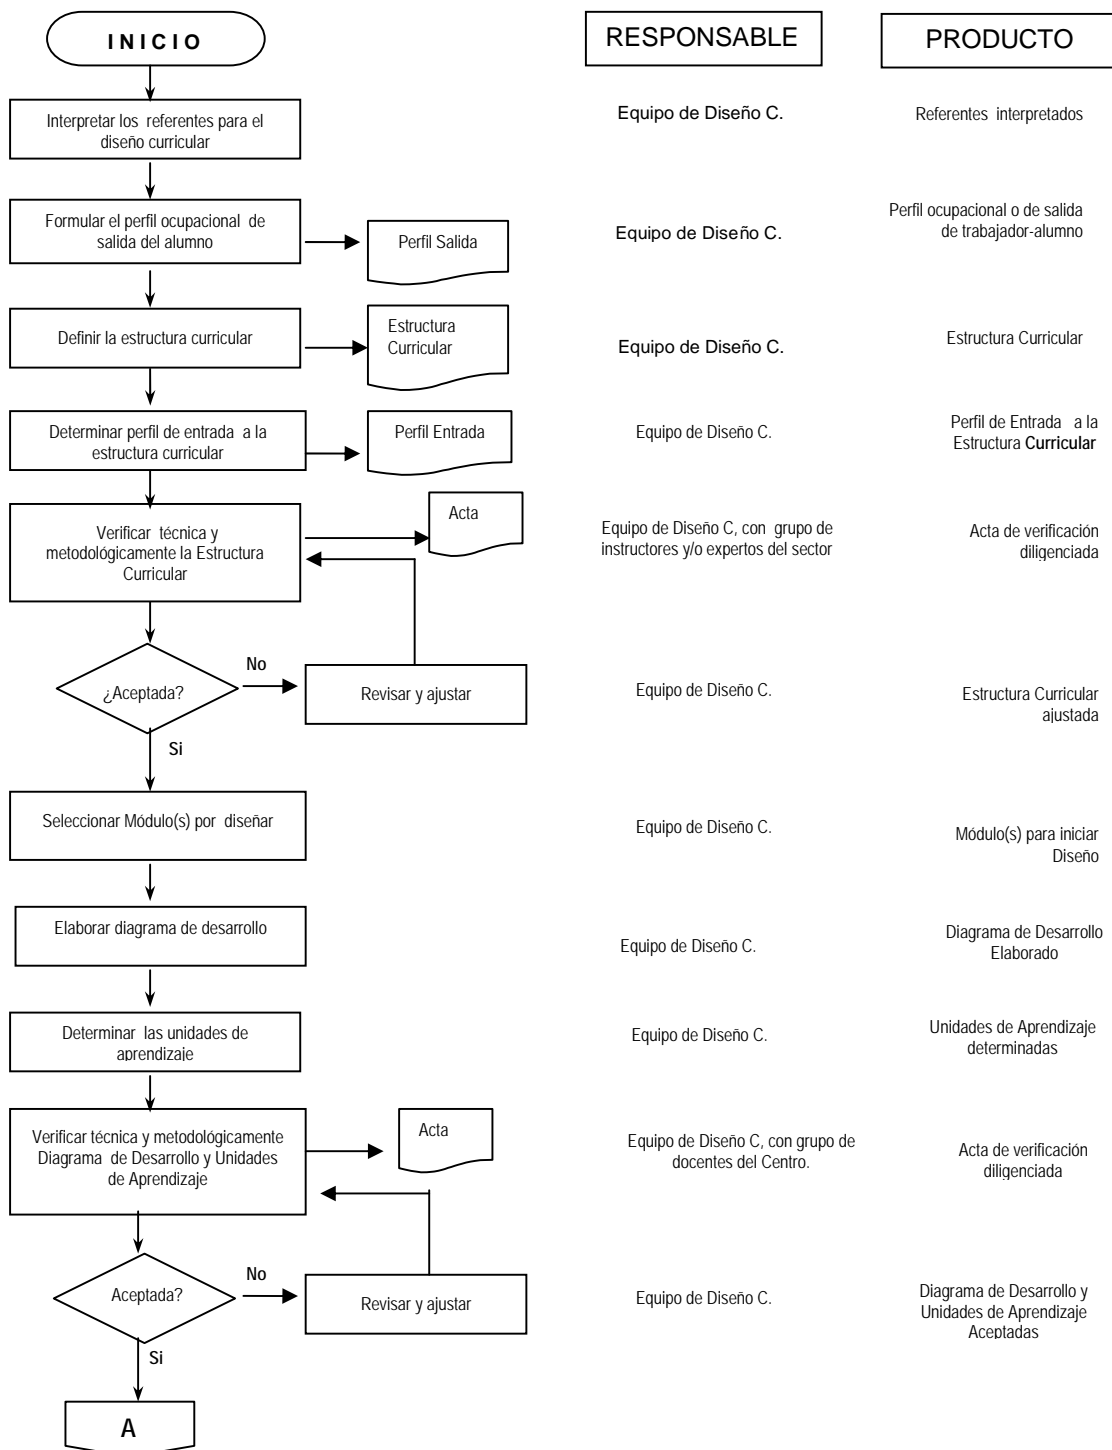 INICIO
RESPONSABLE
PRODUCTO
Interpretar los referentes para el
diseño curricular
Equipo de Diseño C.
Referentes interpretados
Formular el perfil ocupacional de
salida del alumno
Perfil Salida
Equipo de Diseño C.
Perfil ocupacional o de salida
de trabajador-alumno
Definir la estructura curricular
Estructura
Curricular
Equipo de Diseño C.
Estructura Curricular
Determinar perfil de entrada a la
estructura curricular
Perfil Entrada
Equipo de Diseño C.
Perfil de Entrada a la
Estructura Curricular
Verificar técnica y
metodológicamente la Estructura
Curricular
Acta
Equipo de Diseño C, con grupo de
instructores y/o expertos del sector
Acta de verificación
diligenciada
¿Aceptada?
No
Revisar y ajustar
Equipo de Diseño C.
Estructura Curricular
ajustada
Si
Seleccionar Módulo(s) por diseñar
Equipo de Diseño C.
Módulo(s) para iniciar
Diseño
Elaborar diagrama de desarrollo
Equipo de Diseño C.
Diagrama de Desarrollo
Elaborado
Determinar las unidades de
aprendizaje
Equipo de Diseño C.
Unidades de Aprendizaje
determinadas
Verificar técnica y metodológicamente
Diagrama de Desarrollo y Unidades
de Aprendizaje
Acta
Equipo de Diseño C, con grupo de
docentes del Centro.
Acta de verificación
diligenciada
Aceptada?
No
Revisar y ajustar
Equipo de Diseño C.
Diagrama de Desarrollo y
Unidades de Aprendizaje
Aceptadas
Si
A